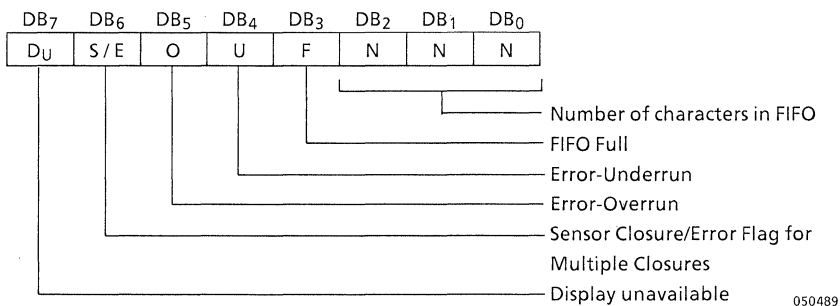 DB7 DB6 DB5 DB4 DB3 DB2 DB1 DB0
DU S/E O U F N N N
Number of characters in FIFO
FIFO Full
Error-Underrun
Error-Overrun
Sensor Closure/Error Flag for
Multiple Closures
Display unavailable
050489